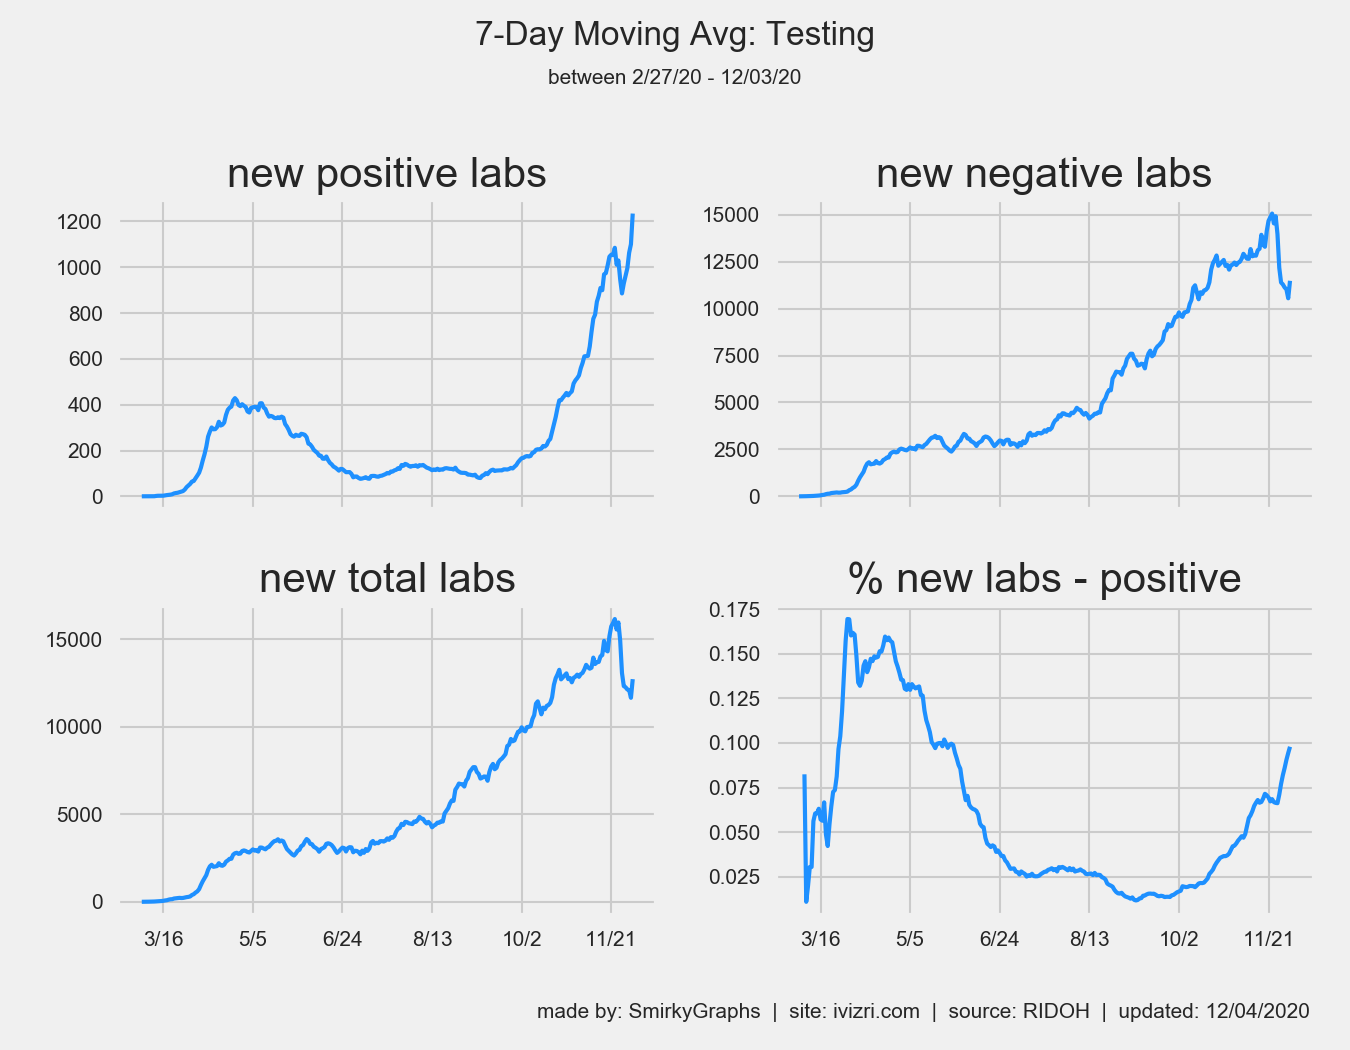 7-Day Moving Avg: Testing
between 2/27/20 - 12/03/20
new positive labs
1200
1000
800
600
400
200
0
new negative labs
15000
12500
10000
7500
5000
2500
0
new total labs
15000
10000
5000
0
3/16 5/5 6/24 8/13 10/2 11/21
% new labs - positive
0.175
0.150
0.125
0.100
0.075
0.050
0.025
3/16 5/5 6/24 8/13 10/2 11/21
made by: SmirkyGraphs | site: ivizri.com | source: RIDOH | updated: 12/04/2020